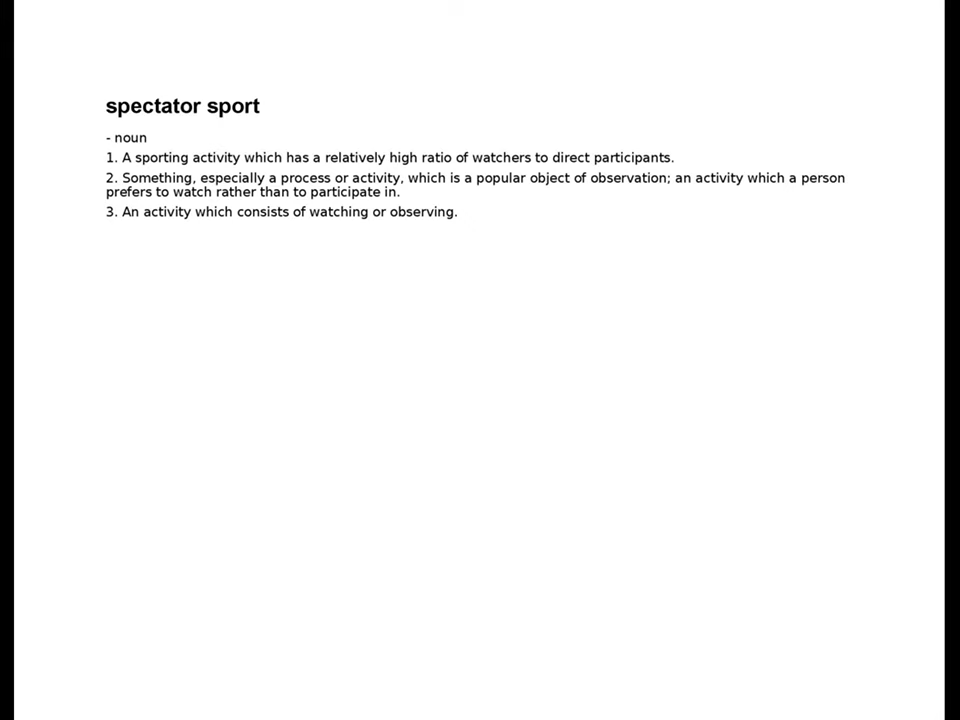 spectator sport
- noun
1. A sporting activity which has a relatively high ratio of watchers to direct participants.
2. Something, especially a process or activity, which is a popular object of observation; an activity which a person
prefers to watch rather than to participate in.
3. An activity which consists of watching or observing.